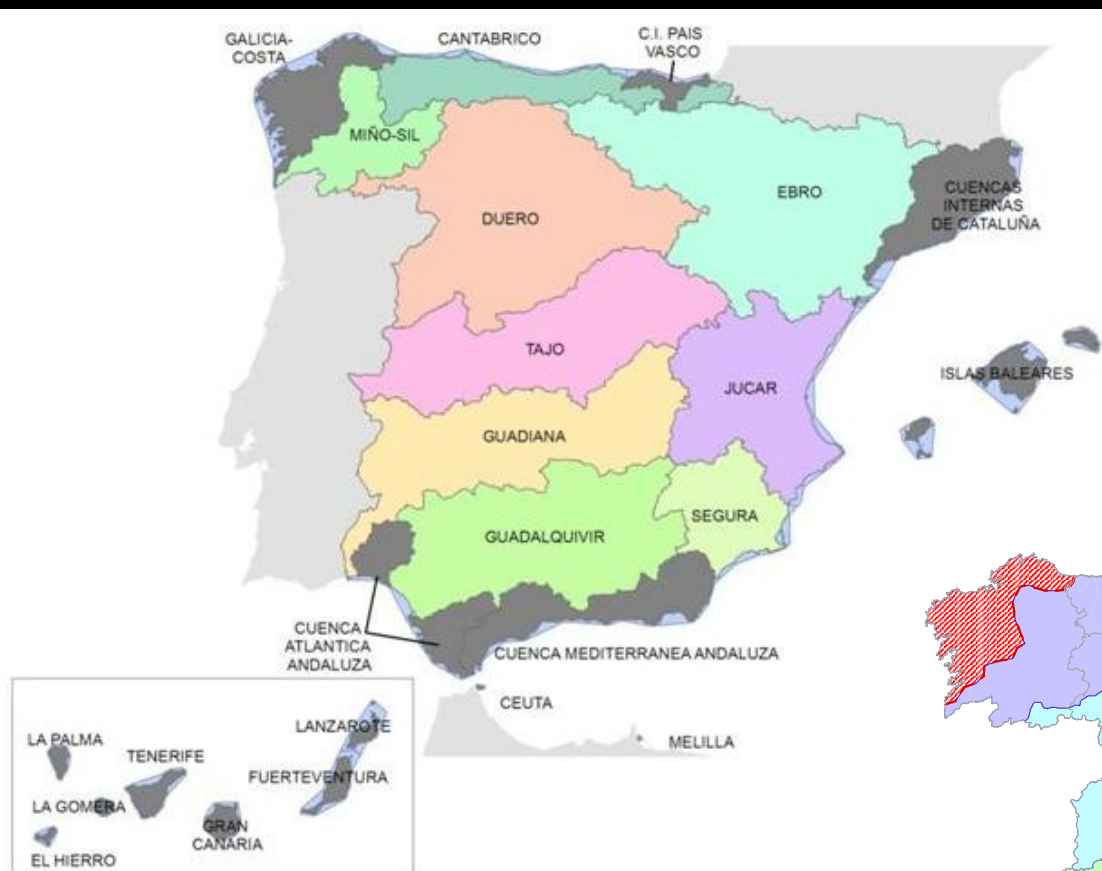 GALICIA-
COSTA
CANTABRICO
C.I. PAIS
VASCO
MIÑO-SIL
DUERO
EBRO
CUENCAS
INTERNAS
DE CATALUÑA
TAJO
JUCAR
ISLAS BALEARES
GUADIANA
SEGURA
GUADALQUIVIR
CUENCA
ATLANTICA
ANDALUZA
CUENCA MEDITERRANEA ANDALUZA
CEUTA
MELILLA
LA PALMA
TENERIFE
LANZAROTE
FUERTEVENTURA
LA GOMERA
GRAN
CANARIA
EL HIERRO